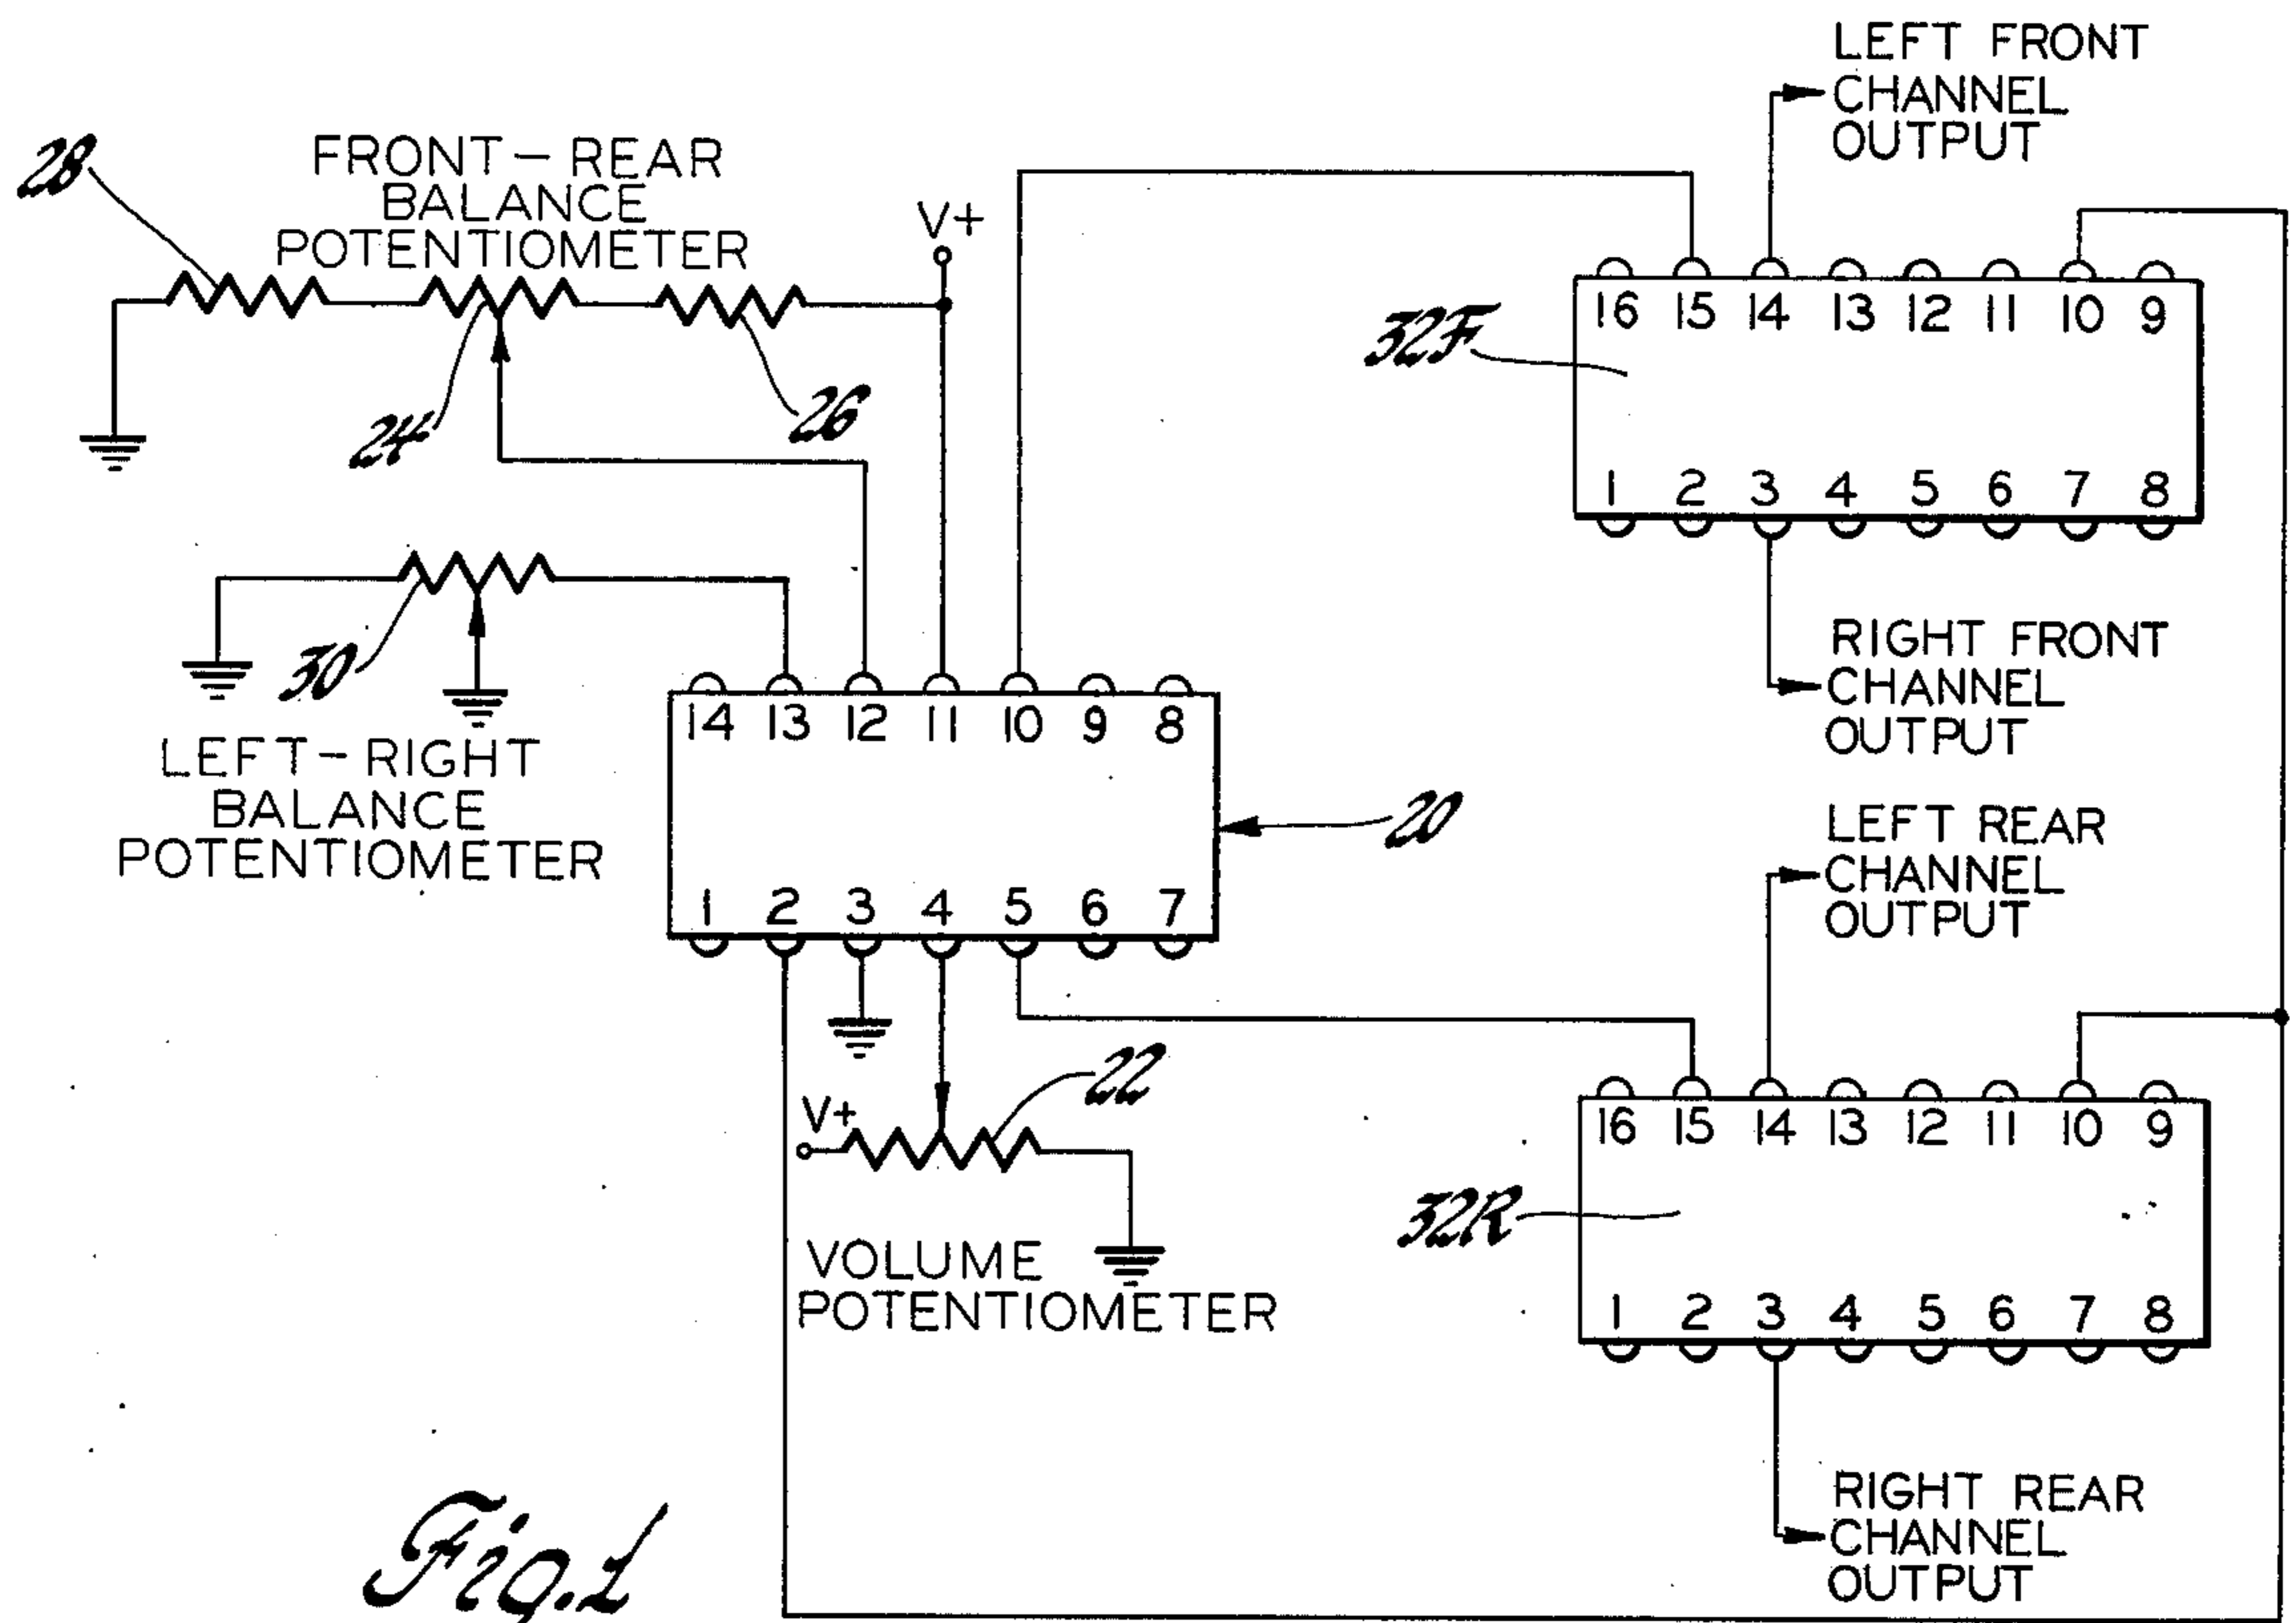 LEFT FRONT
CHANNEL
OUTPUT
28
FRONT-REAR
BALANCE
POTENTIOMETER
V+
24
26
32F
16 15 14 13 12 11 10 9
1 2 3 4 5 6 7 8
RIGHT FRONT
CHANNEL
OUTPUT
30
LEFT-RIGHT
BALANCE
POTENTIOMETER
14 13 12 11 10 9 8
1 2 3 4 5 6 7
20
LEFT REAR
CHANNEL
OUTPUT
V+
22
VOLUME
POTENTIOMETER
32R
16 15 14 13 12 11 10 9
1 2 3 4 5 6 7 8
RIGHT REAR
CHANNEL
OUTPUT
Fig.1